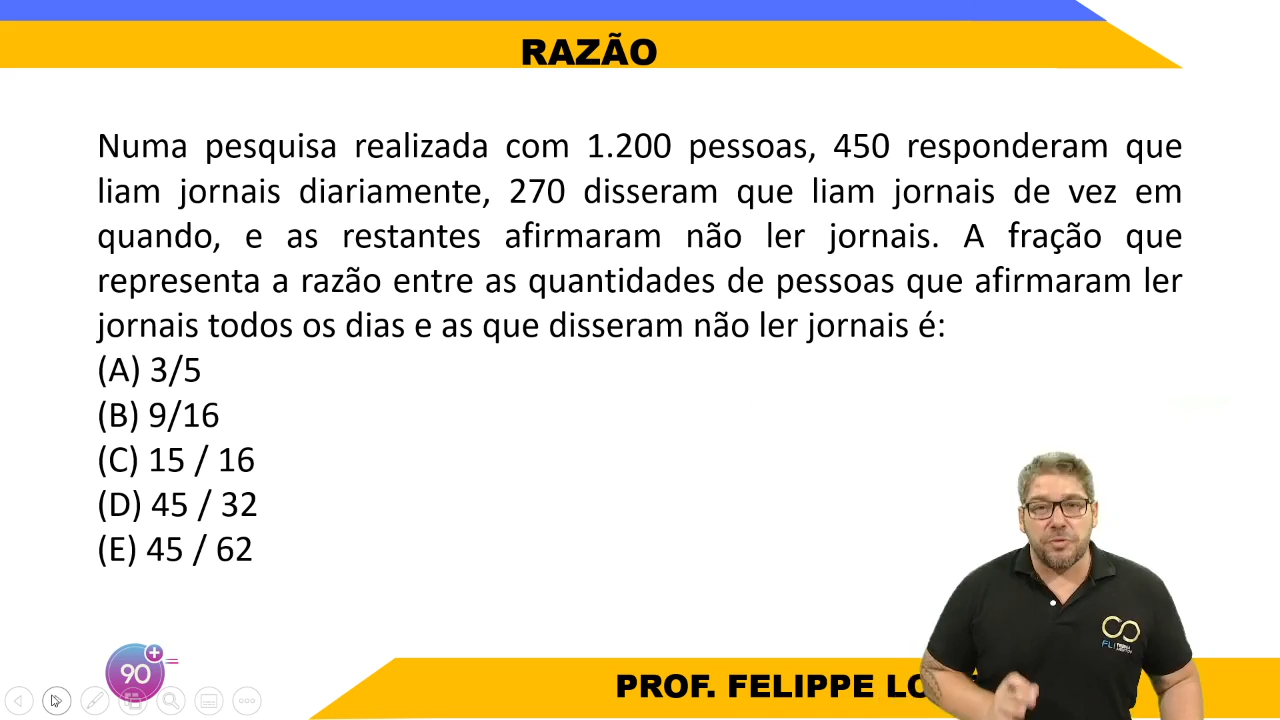 RAZÃO
Numa pesquisa realizada com 1.200 pessoas, 450 responderam que
liam jornais diariamente, 270 disseram que liam jornais de vez em
quando, e as restantes afirmaram não ler jornais. A fração que
representa a razão entre as quantidades de pessoas que afirmaram ler
jornais todos os dias e as que disseram não ler jornais é:
(A) 3/5
(B) 9/16
(C) 15 / 16
(D) 45 / 32
(E) 45 / 62
90+
PROF. FELIPPE LO